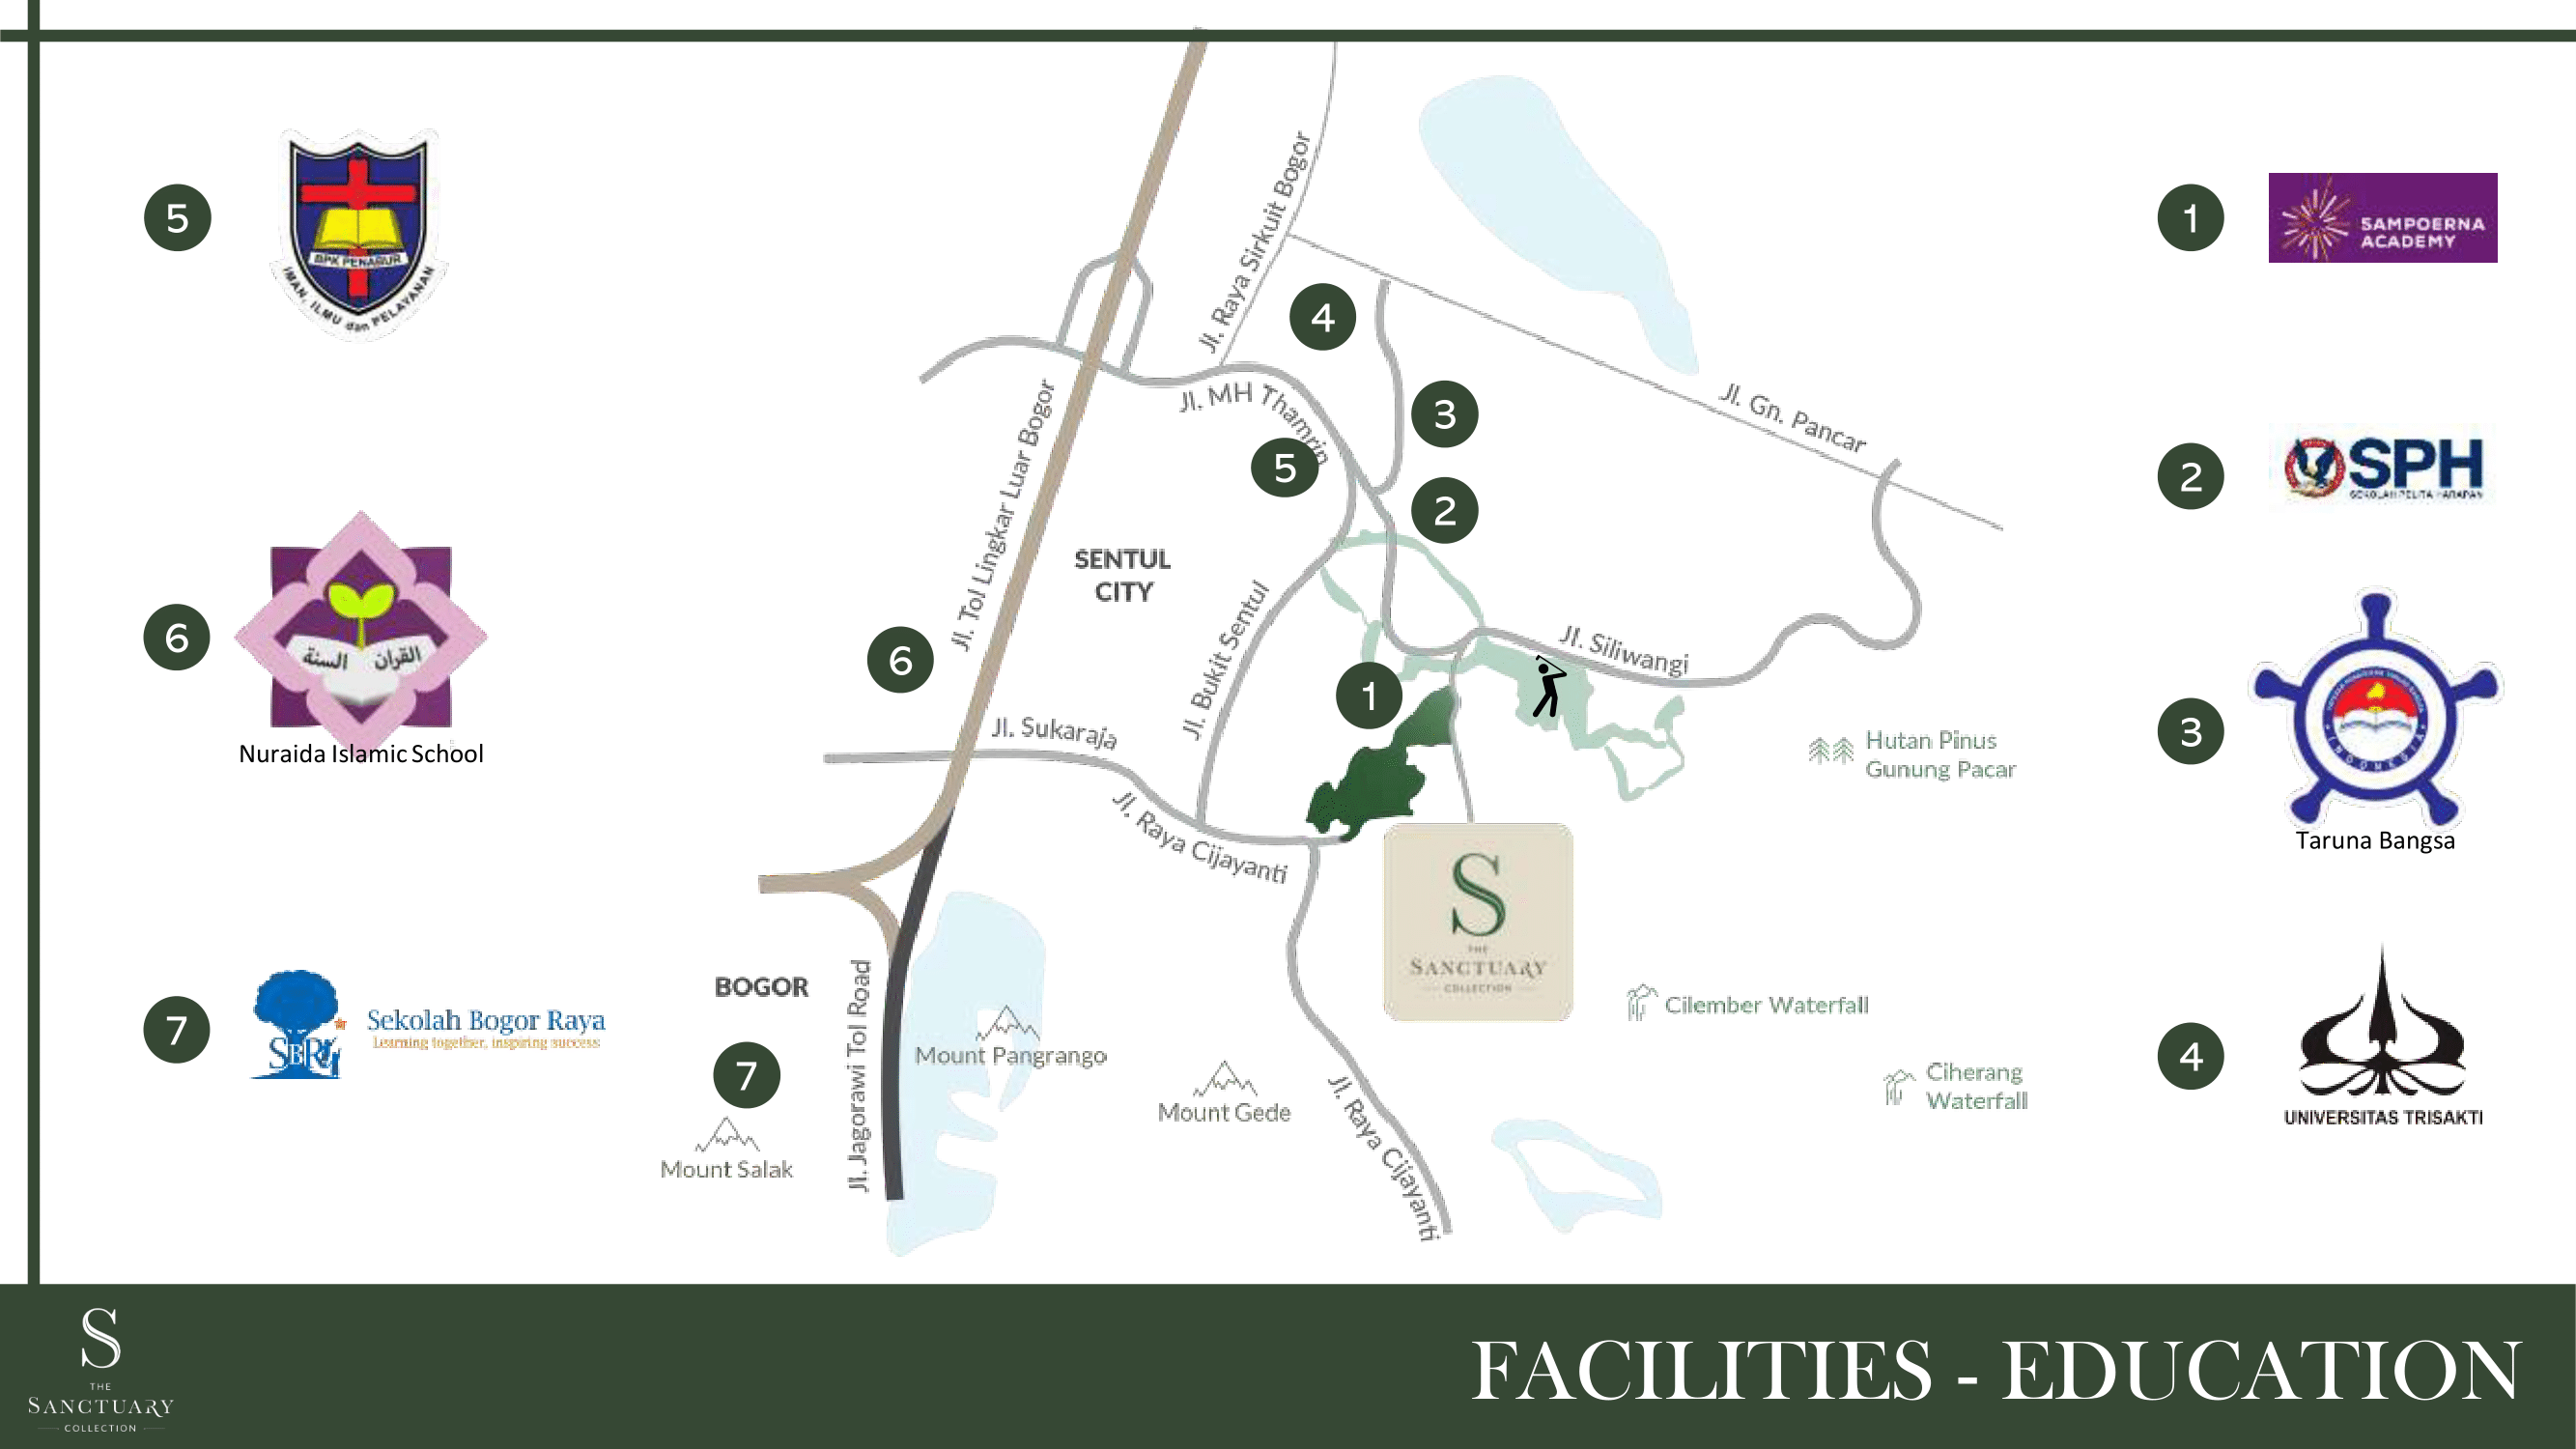 5
BPK PENABUR
IMAN, ILMU dan PELAYANAN
6
السنة القرآن
Nuraida Islamic School
7
SBR
Sekolah Bogor Raya
Learning together, inspiring success
Jl. Raya Sirkuit Bogor
4
Jl. MH Thamrin
3
5
2
Jl. Gn. Pancar
Jl. Tol Lingkar Luar Bogor
SENTUL
CITY
6
Jl. Bukit Sentul
1
Jl. Siliwangi
Jl. Sukaraja
Jl. Raya Cijayanti
Hutan Pinus
Gunung Pacar
S
THE
SANCTUARY
COLLECTION
BOGOR
7
Jl. Jagorawi Tol Road
Mount Pangrango
Mount Gede
Mount Salak
Cilember Waterfall
Ciherang
Waterfall
Jl. Raya Cijayanti
1
SAMPOERNA
ACADEMY
2
SPH
SEKOLAH PELITA HARAPAN
3
INDONESIA
Taruna Bangsa
4
UNIVERSITAS TRISAKTI
S
THE
SANCTUARY
COLLECTION
FACILITIES - EDUCATION